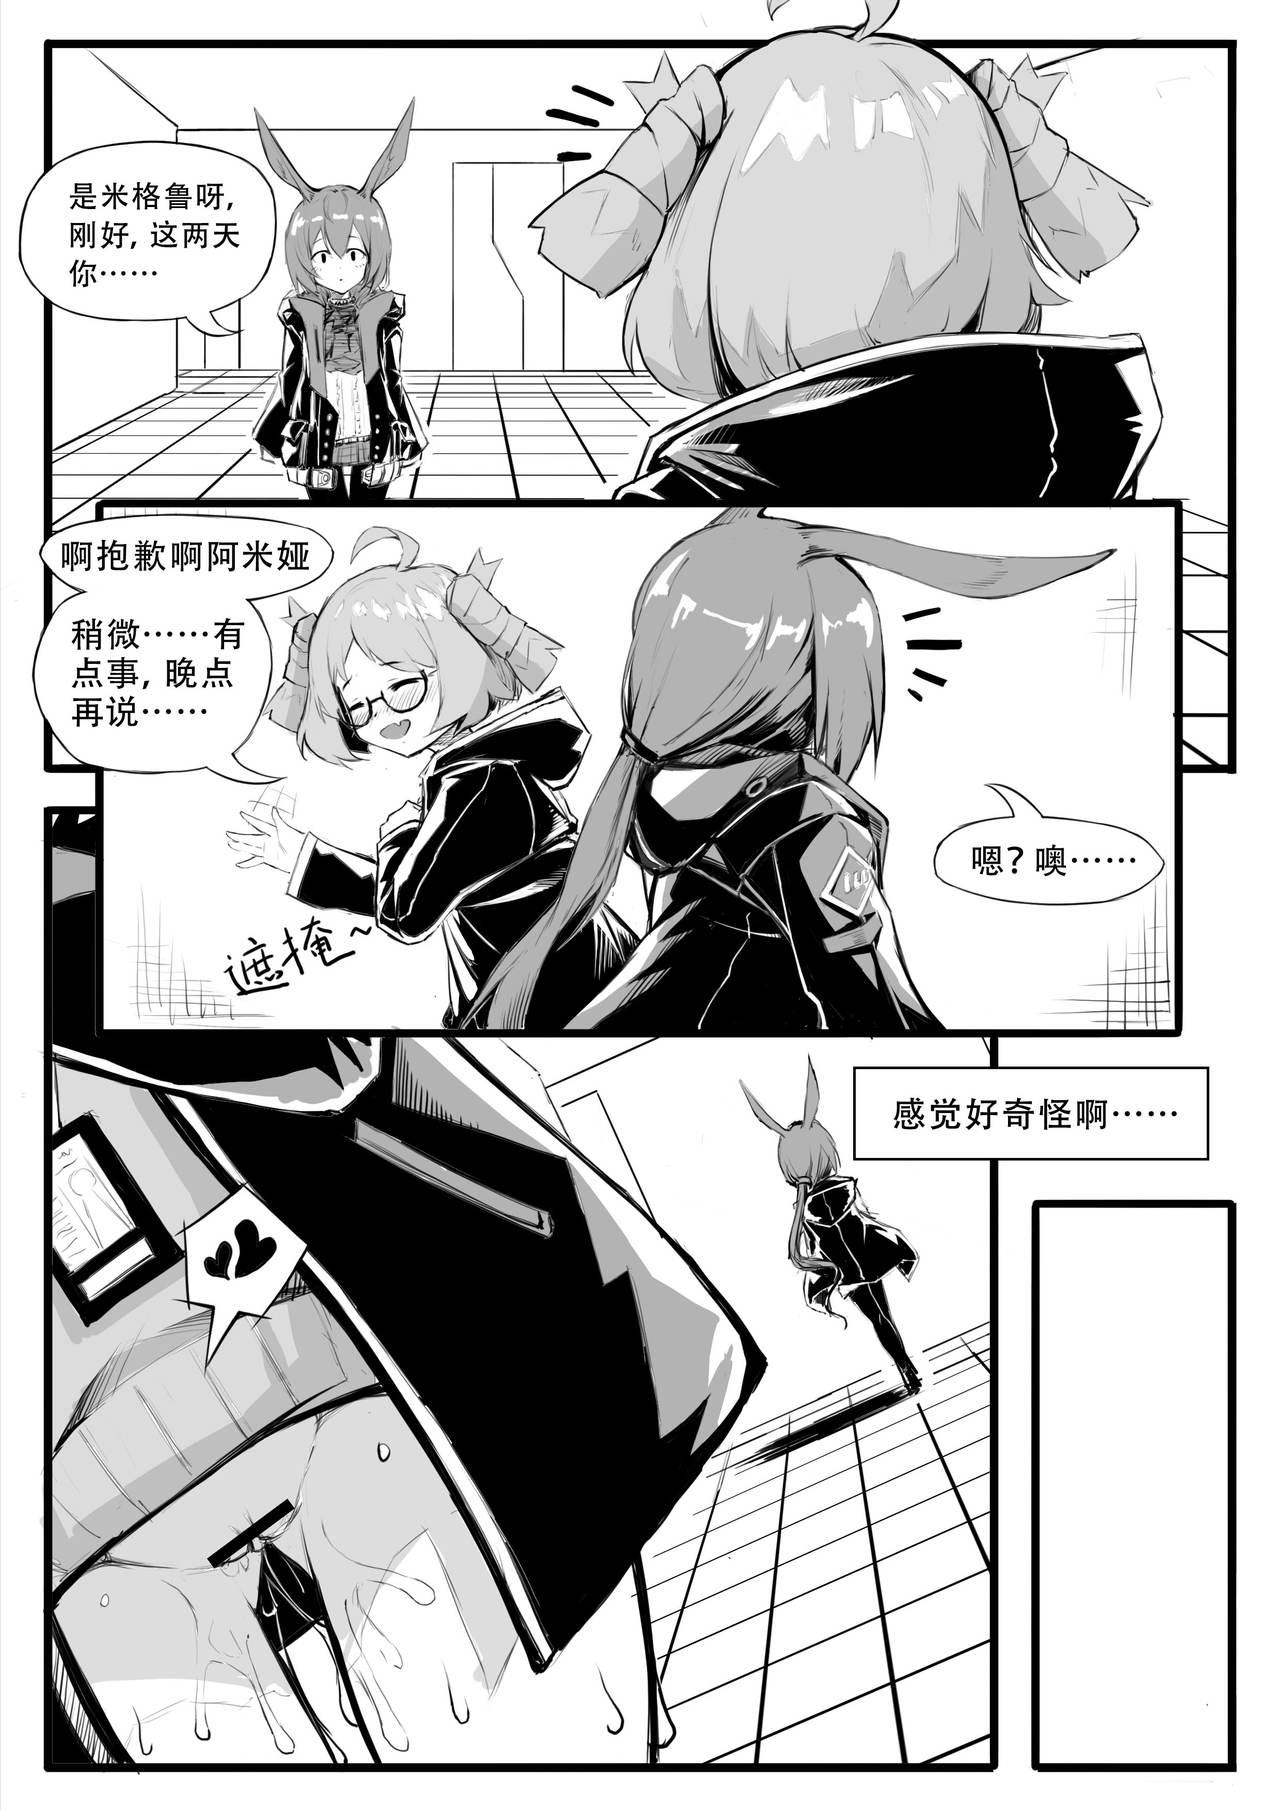 是米格鲁呀,
刚好, 这两天
你……
啊抱歉啊阿米娅
稍微……有
点事, 晚点
再说……
嗯? 噢……
遮掩~
感觉好奇怪啊……